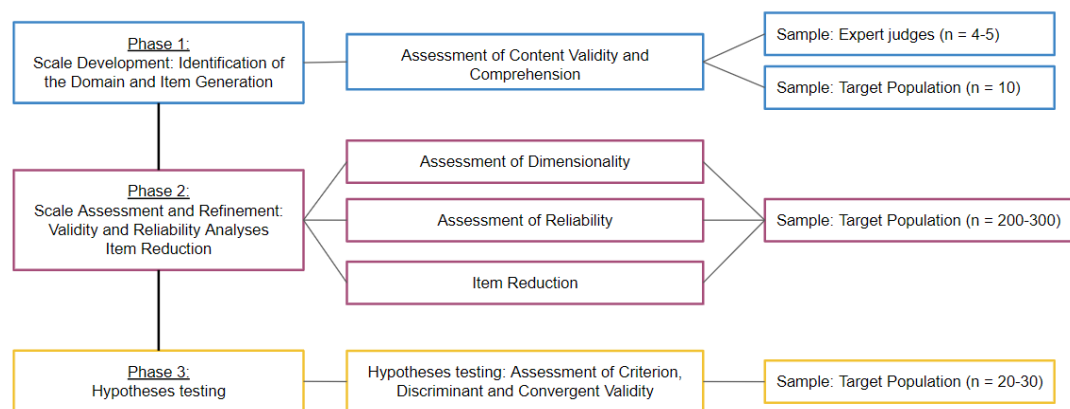 Phase 1:
Scale Development: Identification of
the Domain and Item Generation
Assessment of Content Validity and
Comprehension
Sample: Expert judges (n = 4-5)
Sample: Target Population (n = 10)
Phase 2:
Scale Assessment and Refinement:
Validity and Reliability Analyses
Item Reduction
Assessment of Dimensionality
Assessment of Reliability
Item Reduction
Sample: Target Population (n = 200-300)
Phase 3:
Hypotheses testing
Hypotheses testing: Assessment of Criterion,
Discriminant and Convergent Validity
Sample: Target Population (n = 20-30)